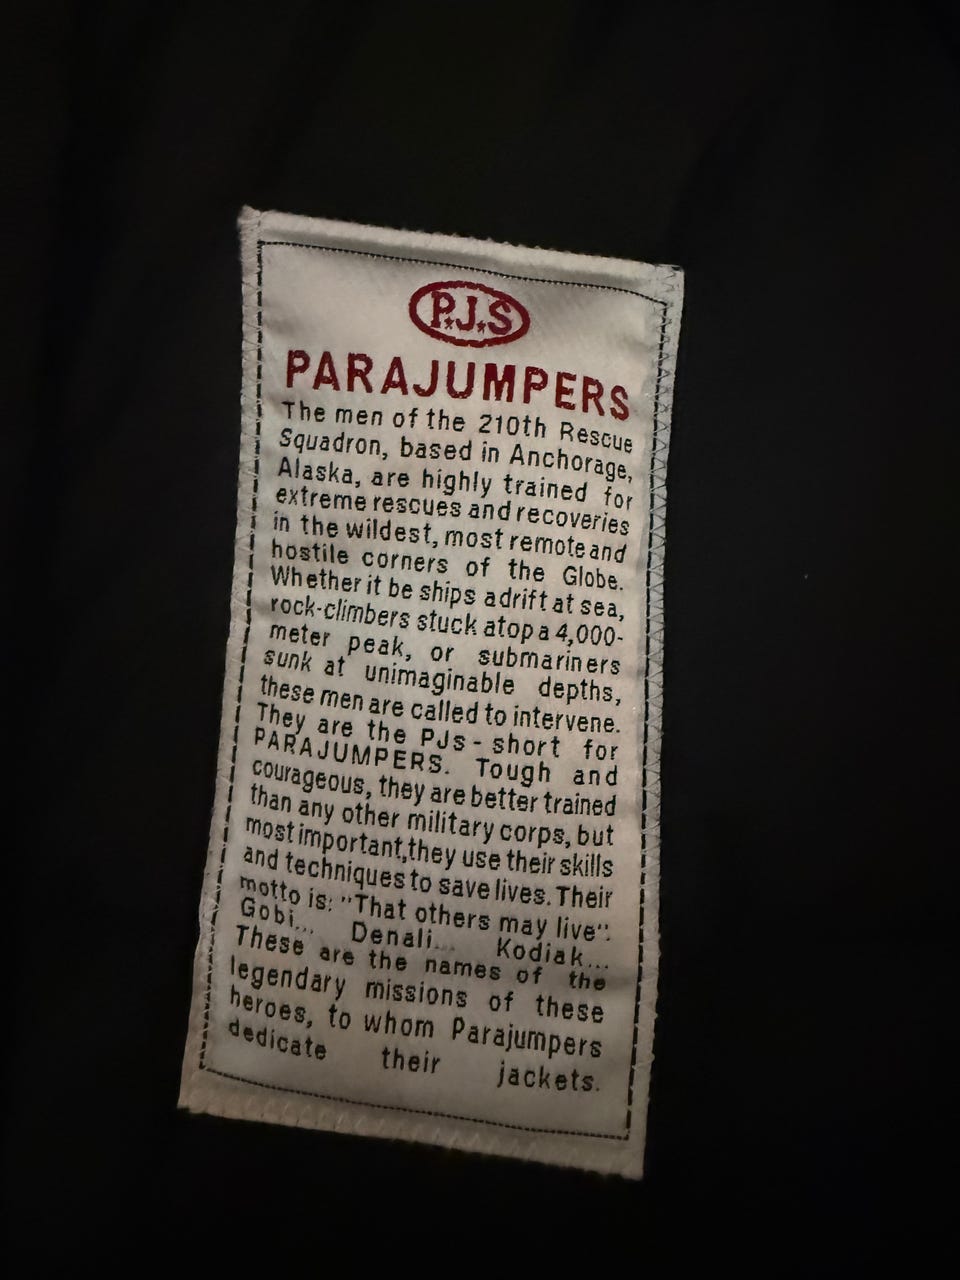 P.J.S
PARAJUMPERS
The men of the 210th Rescue
Squadron, based in Anchorage,
Alaska, are highly trained for
extreme rescues and recoveries
in the wildest, most remote and
hostile corners of the Globe.
Whether it be ships adrift at sea,
rock-climbers stuck atop a 4,000-
meter peak, or submariners
sunk at unimaginable depths,
these men are called to intervene.
They are the PJs - short for
PARAJUMPERS. Tough and
courageous, they are better trained
than any other military corps, but
most important, they use their skills
and techniques to save lives. Their
motto is: "That others may live".
Gobi... Denali... Kodiak...
These are the names of the
legendary missions of these
heroes, to whom Parajumpers
dedicate their jackets.